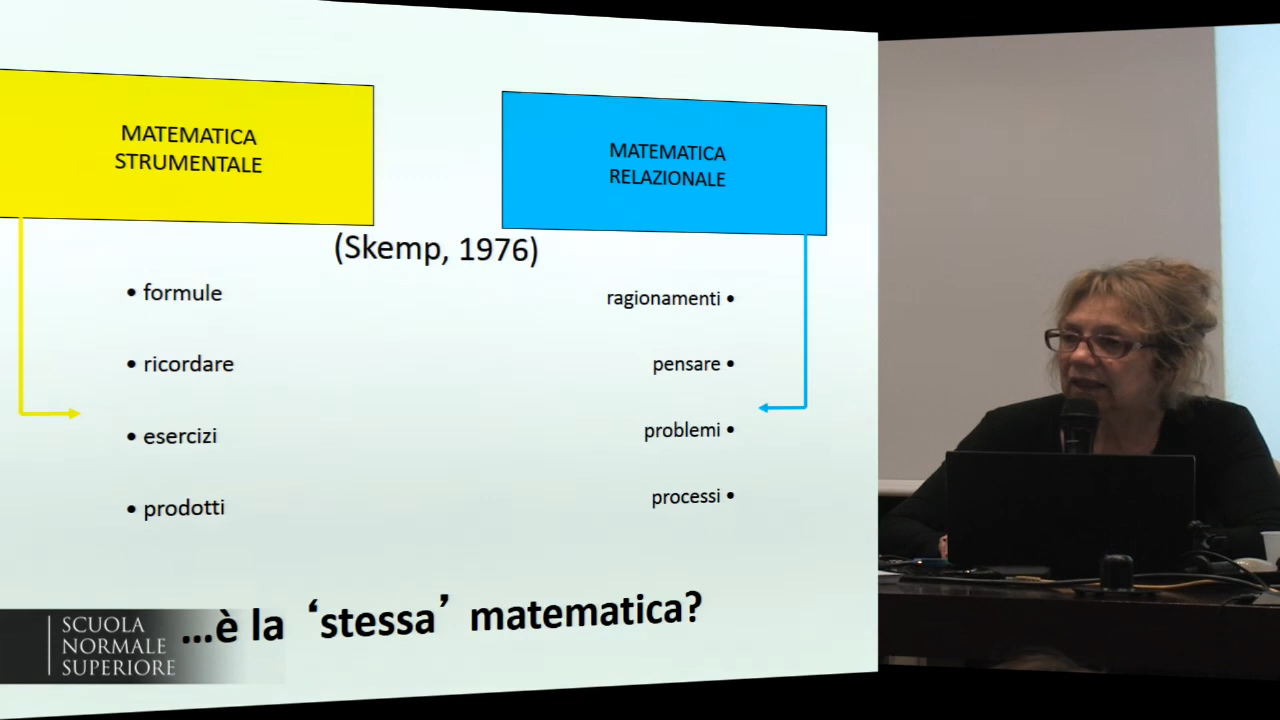 MATEMATICA
STRUMENTALE
MATEMATICA
RELAZIONALE
(Skemp, 1976)
• formule
• ricordare
• esercizi
• prodotti
ragionamenti •
pensare •
problemi •
processi •
...è la ‘stessa’ matematica?
SCUOLA
NORMALE
SUPERIORE